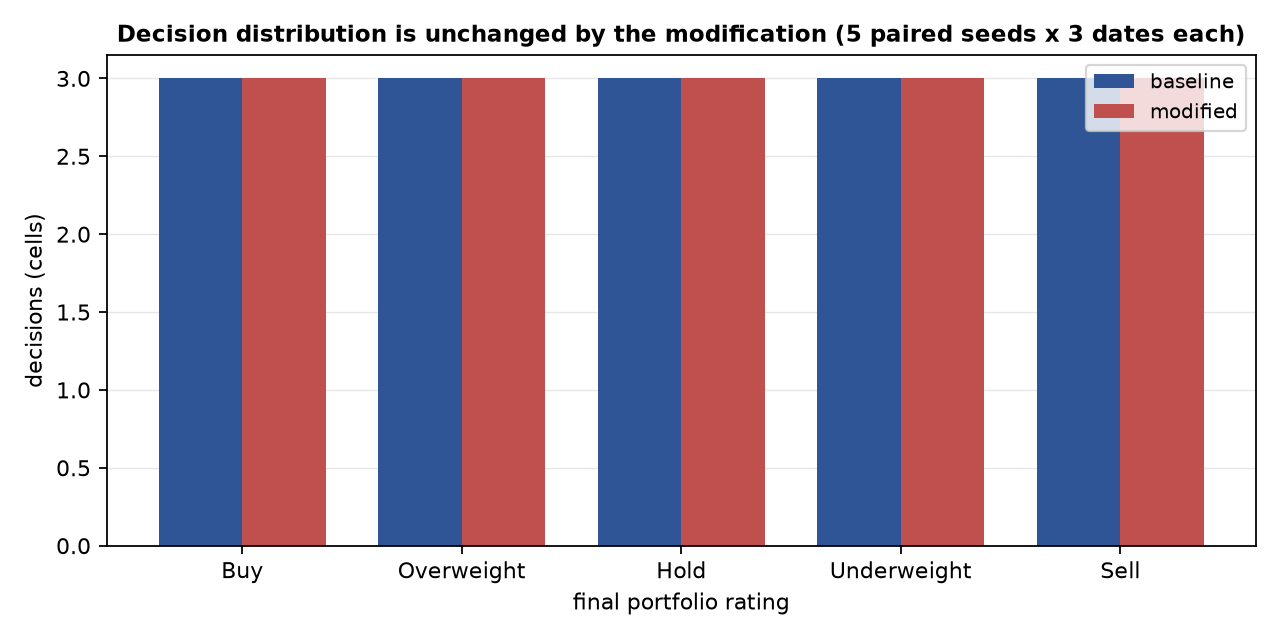 Decision distribution is unchanged by the modification (5 paired seeds x 3 dates each)
baseline
modified
decisions (cells)
3.0
2.5
2.0
1.5
1.0
0.5
0.0
Buy Overweight Hold Underweight Sell
final portfolio rating